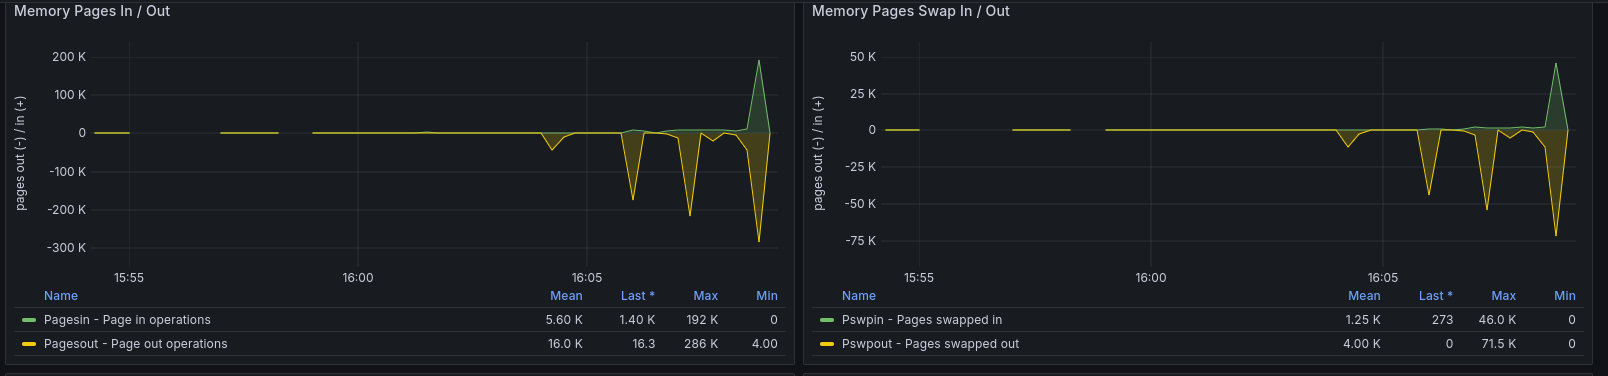 Memory Pages In / Out
pages out (-) / in (+)
200 K
100 K
0
-100 K
-200 K
-300 K
15:55 16:00 16:05
Name Mean Last * Max Min
Pagesin - Page in operations 5.60 K 1.40 K 192 K 0
Pagesout - Page out operations 16.0 K 16.3 286 K 4.00
Memory Pages Swap In / Out
pages out (-) / in (+)
50 K
25 K
0
-25 K
-50 K
-75 K
15:55 16:00 16:05
Name Mean Last * Max Min
Pswpin - Pages swapped in 1.25 K 273 46.0 K 0
Pswpout - Pages swapped out 4.00 K 0 71.5 K 0